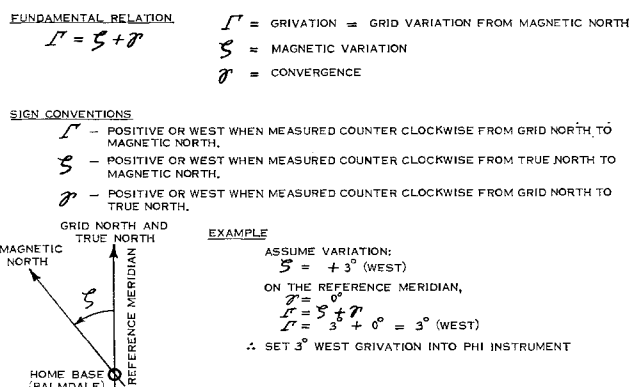 FUNDAMENTAL RELATION
Γ = ζ + γ
Γ = GRIVATION = GRID VARIATION FROM MAGNETIC NORTH
ζ = MAGNETIC VARIATION
γ = CONVERGENCE
SIGN CONVENTIONS
Γ – POSITIVE OR WEST WHEN MEASURED COUNTER CLOCKWISE FROM GRID NORTH TO
MAGNETIC NORTH.
ζ – POSITIVE OR WEST WHEN MEASURED COUNTER CLOCKWISE FROM TRUE NORTH TO
MAGNETIC NORTH.
γ – POSITIVE OR WEST WHEN MEASURED COUNTER CLOCKWISE FROM GRID NORTH TO
TRUE NORTH.
GRID NORTH AND
TRUE NORTH
MAGNETIC
NORTH
ζ
REFERENCE MERIDIAN
HOME BASE
(PALMDALE)
EXAMPLE
ASSUME VARIATION:
ζ = + 3° (WEST)
ON THE REFERENCE MERIDIAN,
γ = 0°
Γ = ζ + γ
Γ = 3° + 0° = 3° (WEST)
∴ SET 3° WEST GRIVATION INTO PHI INSTRUMENT